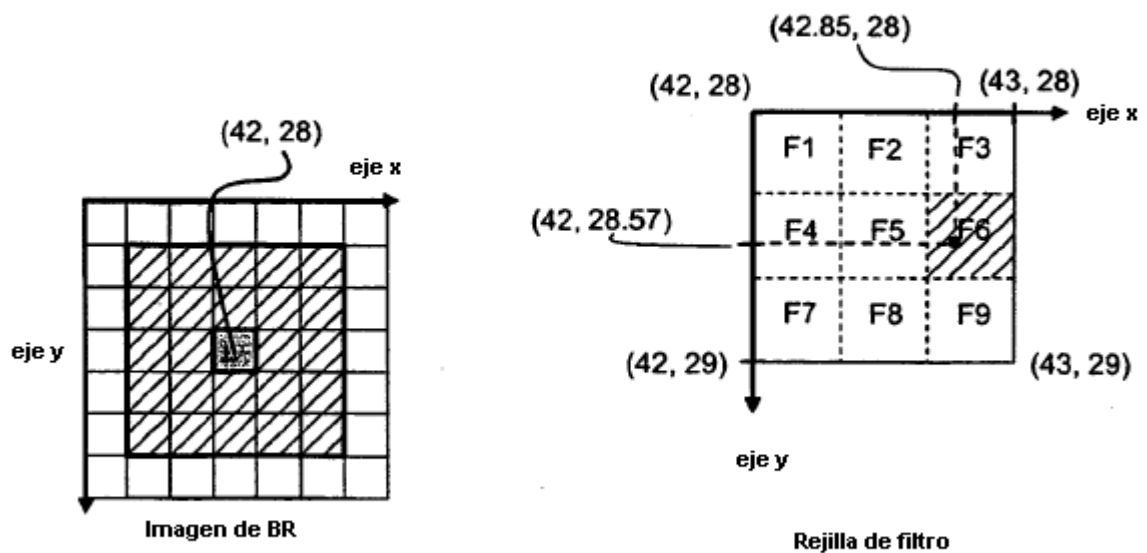 (42, 28)
eje x
eje y
Imagen de BR
(42.85, 28)
(42, 28)
(43, 28)
eje x
F1 F2 F3
(42, 28.57)
F4 F5 F6
F7 F8 F9
(42, 29)
(43, 29)
eje y
Rejilla de filtro